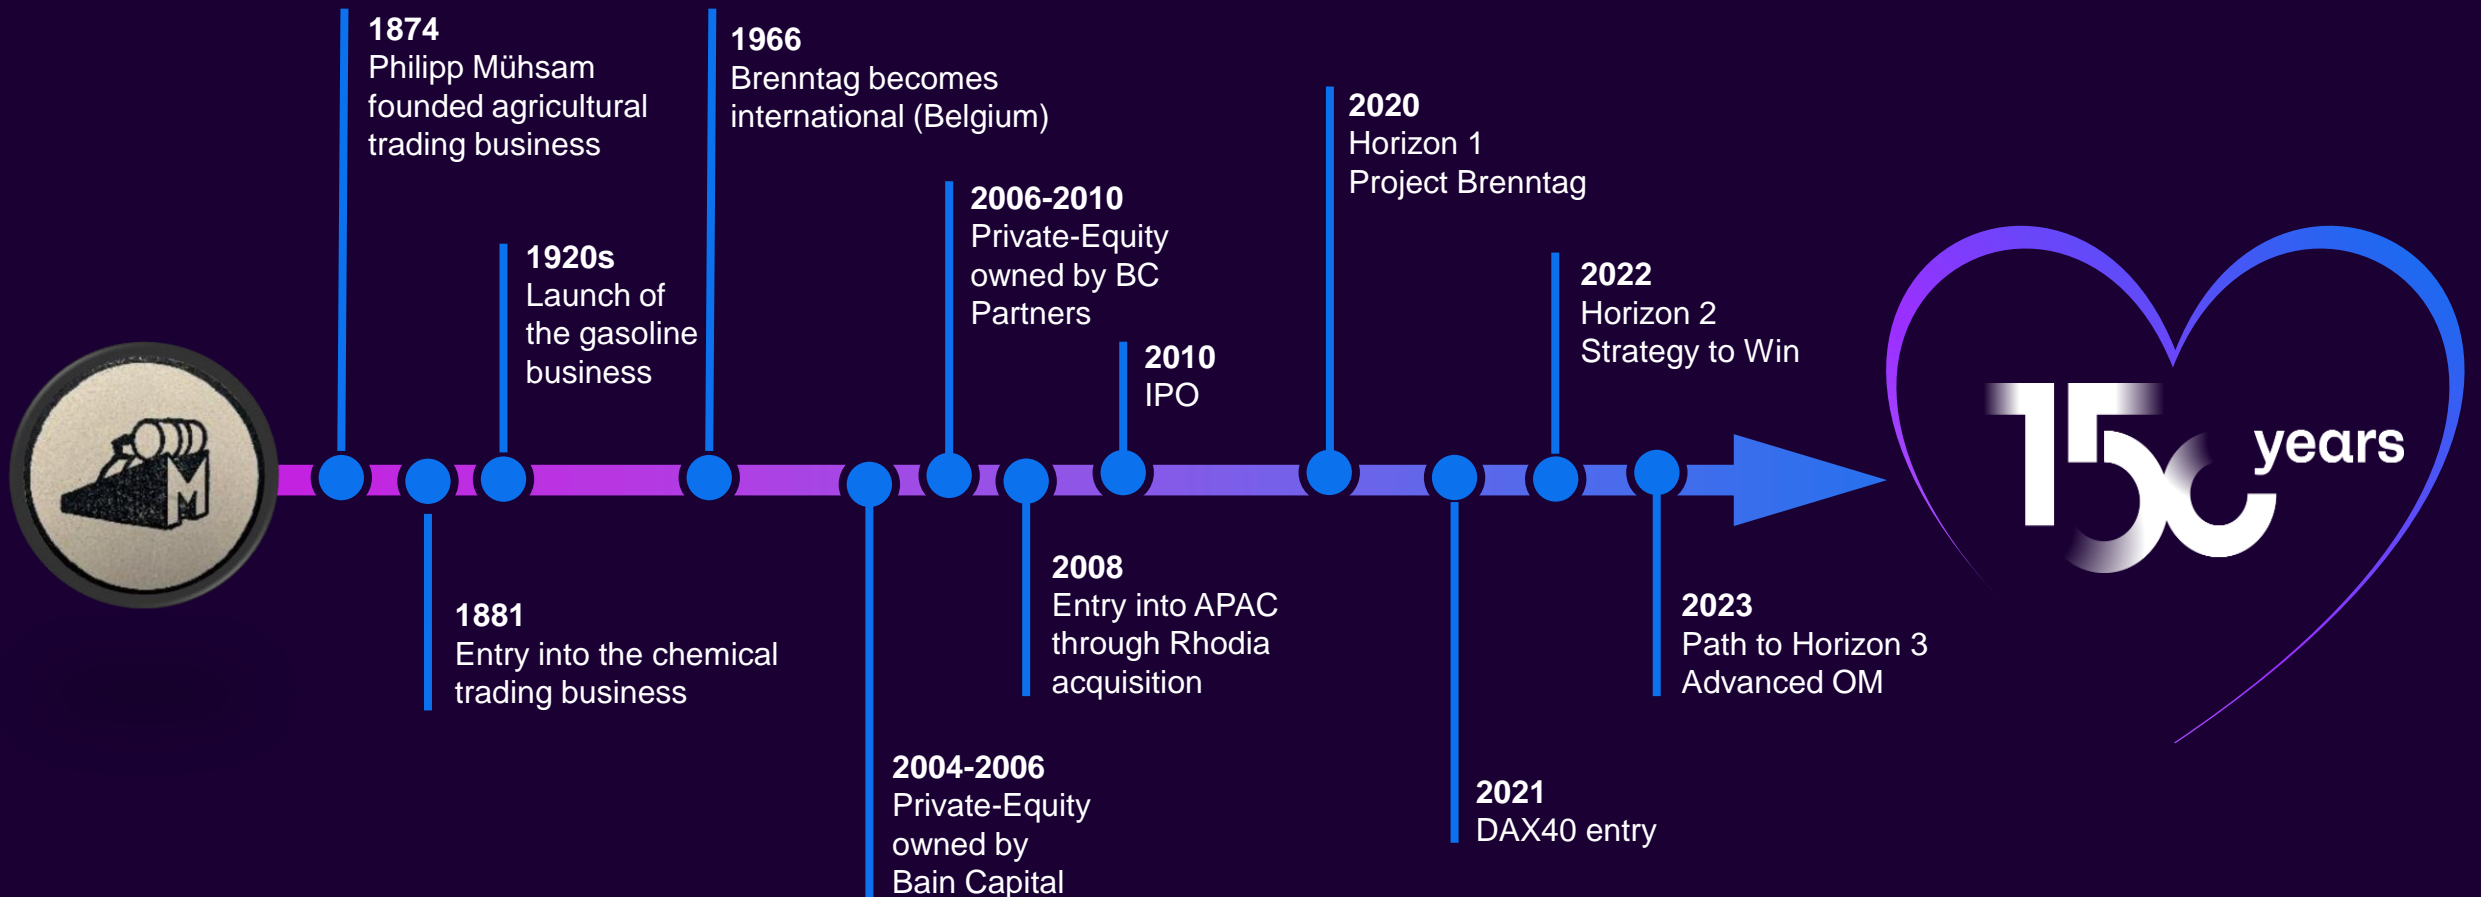 1874
Philipp Mühsam
founded agricultural
trading business
1881
Entry into the chemical
trading business
1920s
Launch of
the gasoline
business
1966
Brenntag becomes
international (Belgium)
2004-2006
Private-Equity
owned by
Bain Capital
2006-2010
Private-Equity
owned by BC
Partners
2008
Entry into APAC
through Rhodia
acquisition
2010
IPO
2020
Horizon 1
Project Brenntag
2021
DAX40 entry
2022
Horizon 2
Strategy to Win
2023
Path to Horizon 3
Advanced OM
M
M
150 years